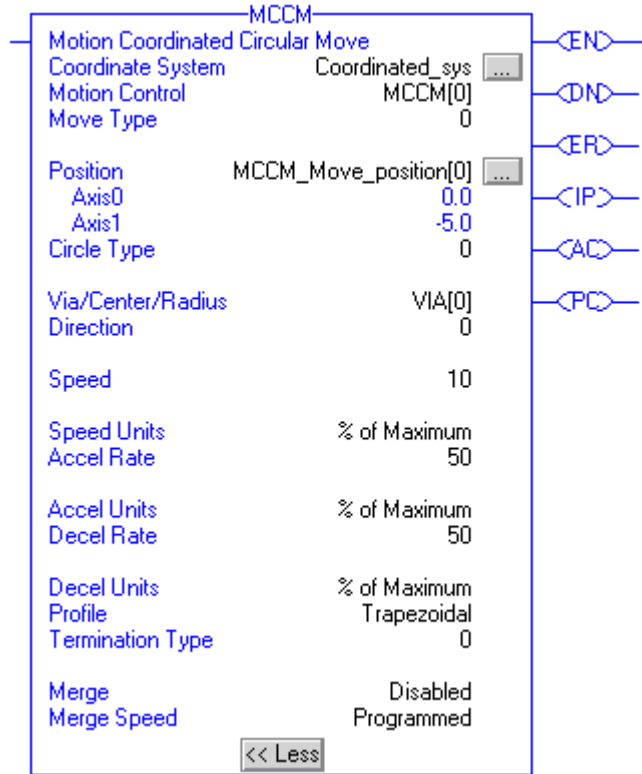 MCCM
Motion Coordinated Circular Move
Coordinate System Coordinated_sys ...
Motion Control MCCM[0]
Move Type 0
Position MCCM_Move_position[0] ...
Axis0 0.0
Axis1 -5.0
Circle Type 0
Via/Center/Radius VIA[0]
Direction 0
Speed 10
Speed Units % of Maximum
Accel Rate 50
Accel Units % of Maximum
Decel Rate 50
Decel Units % of Maximum
Profile Trapezoidal
Termination Type 0
Merge Disabled
Merge Speed Programmed
<< Less
EN
DN
ER
IP
AC
PC